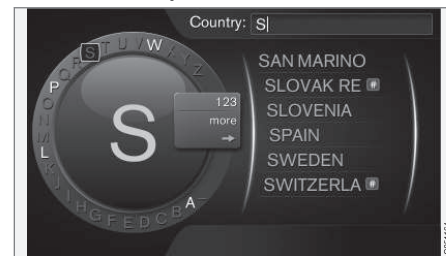 Country: S
S T U V W X Y Z
123
more
→
S
P
L
A
H G F E D C B
SAN MARINO
SLOVAK RE #
SLOVENIA
SPAIN
SWEDEN
SWITZERLA #